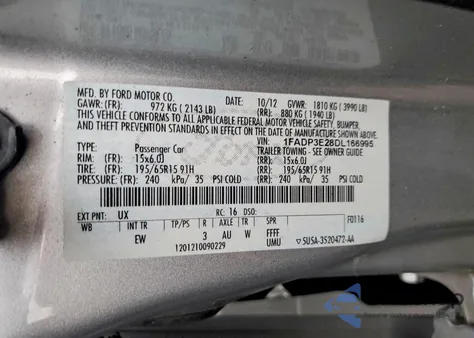 MFD. BY FORD MOTOR CO.
DATE: 10/12 GVWR: 1810 KG (3990 LB)
GAWR: (FR): 972 KG (2143 LB) (RR): 880 KG (1940 LB)
THIS VEHICLE CONFORMS TO ALL APPLICABLE FEDERAL MOTOR VEHICLE SAFETY, BUMPER,
AND THEFT PREVENTION STANDARDS IN EFFECT ON THE DATE OF MANUFACTURE SHOWN ABOVE.
VIN: 1FADP3E28DL166995
TYPE: Passenger Car TRAILER TOWING - SEE OWNER GUIDE
RIM: (FR): 15x6.0J (RR): 15x6.0J
TIRE: (FR): 195/65R15 91H (RR): 195/65R15 91H
PRESSURE: (FR): 240 kPa/ 35 PSI COLD (RR): 240 kPa/ 35 PSI COLD
EXT PNT: UX RC: 16 DSO: F0116
WB INT TR TP/PS R AXLE TR SPR
EW 3 AU W FFFF
1201210090229 UMU 5USA-3520472-AA